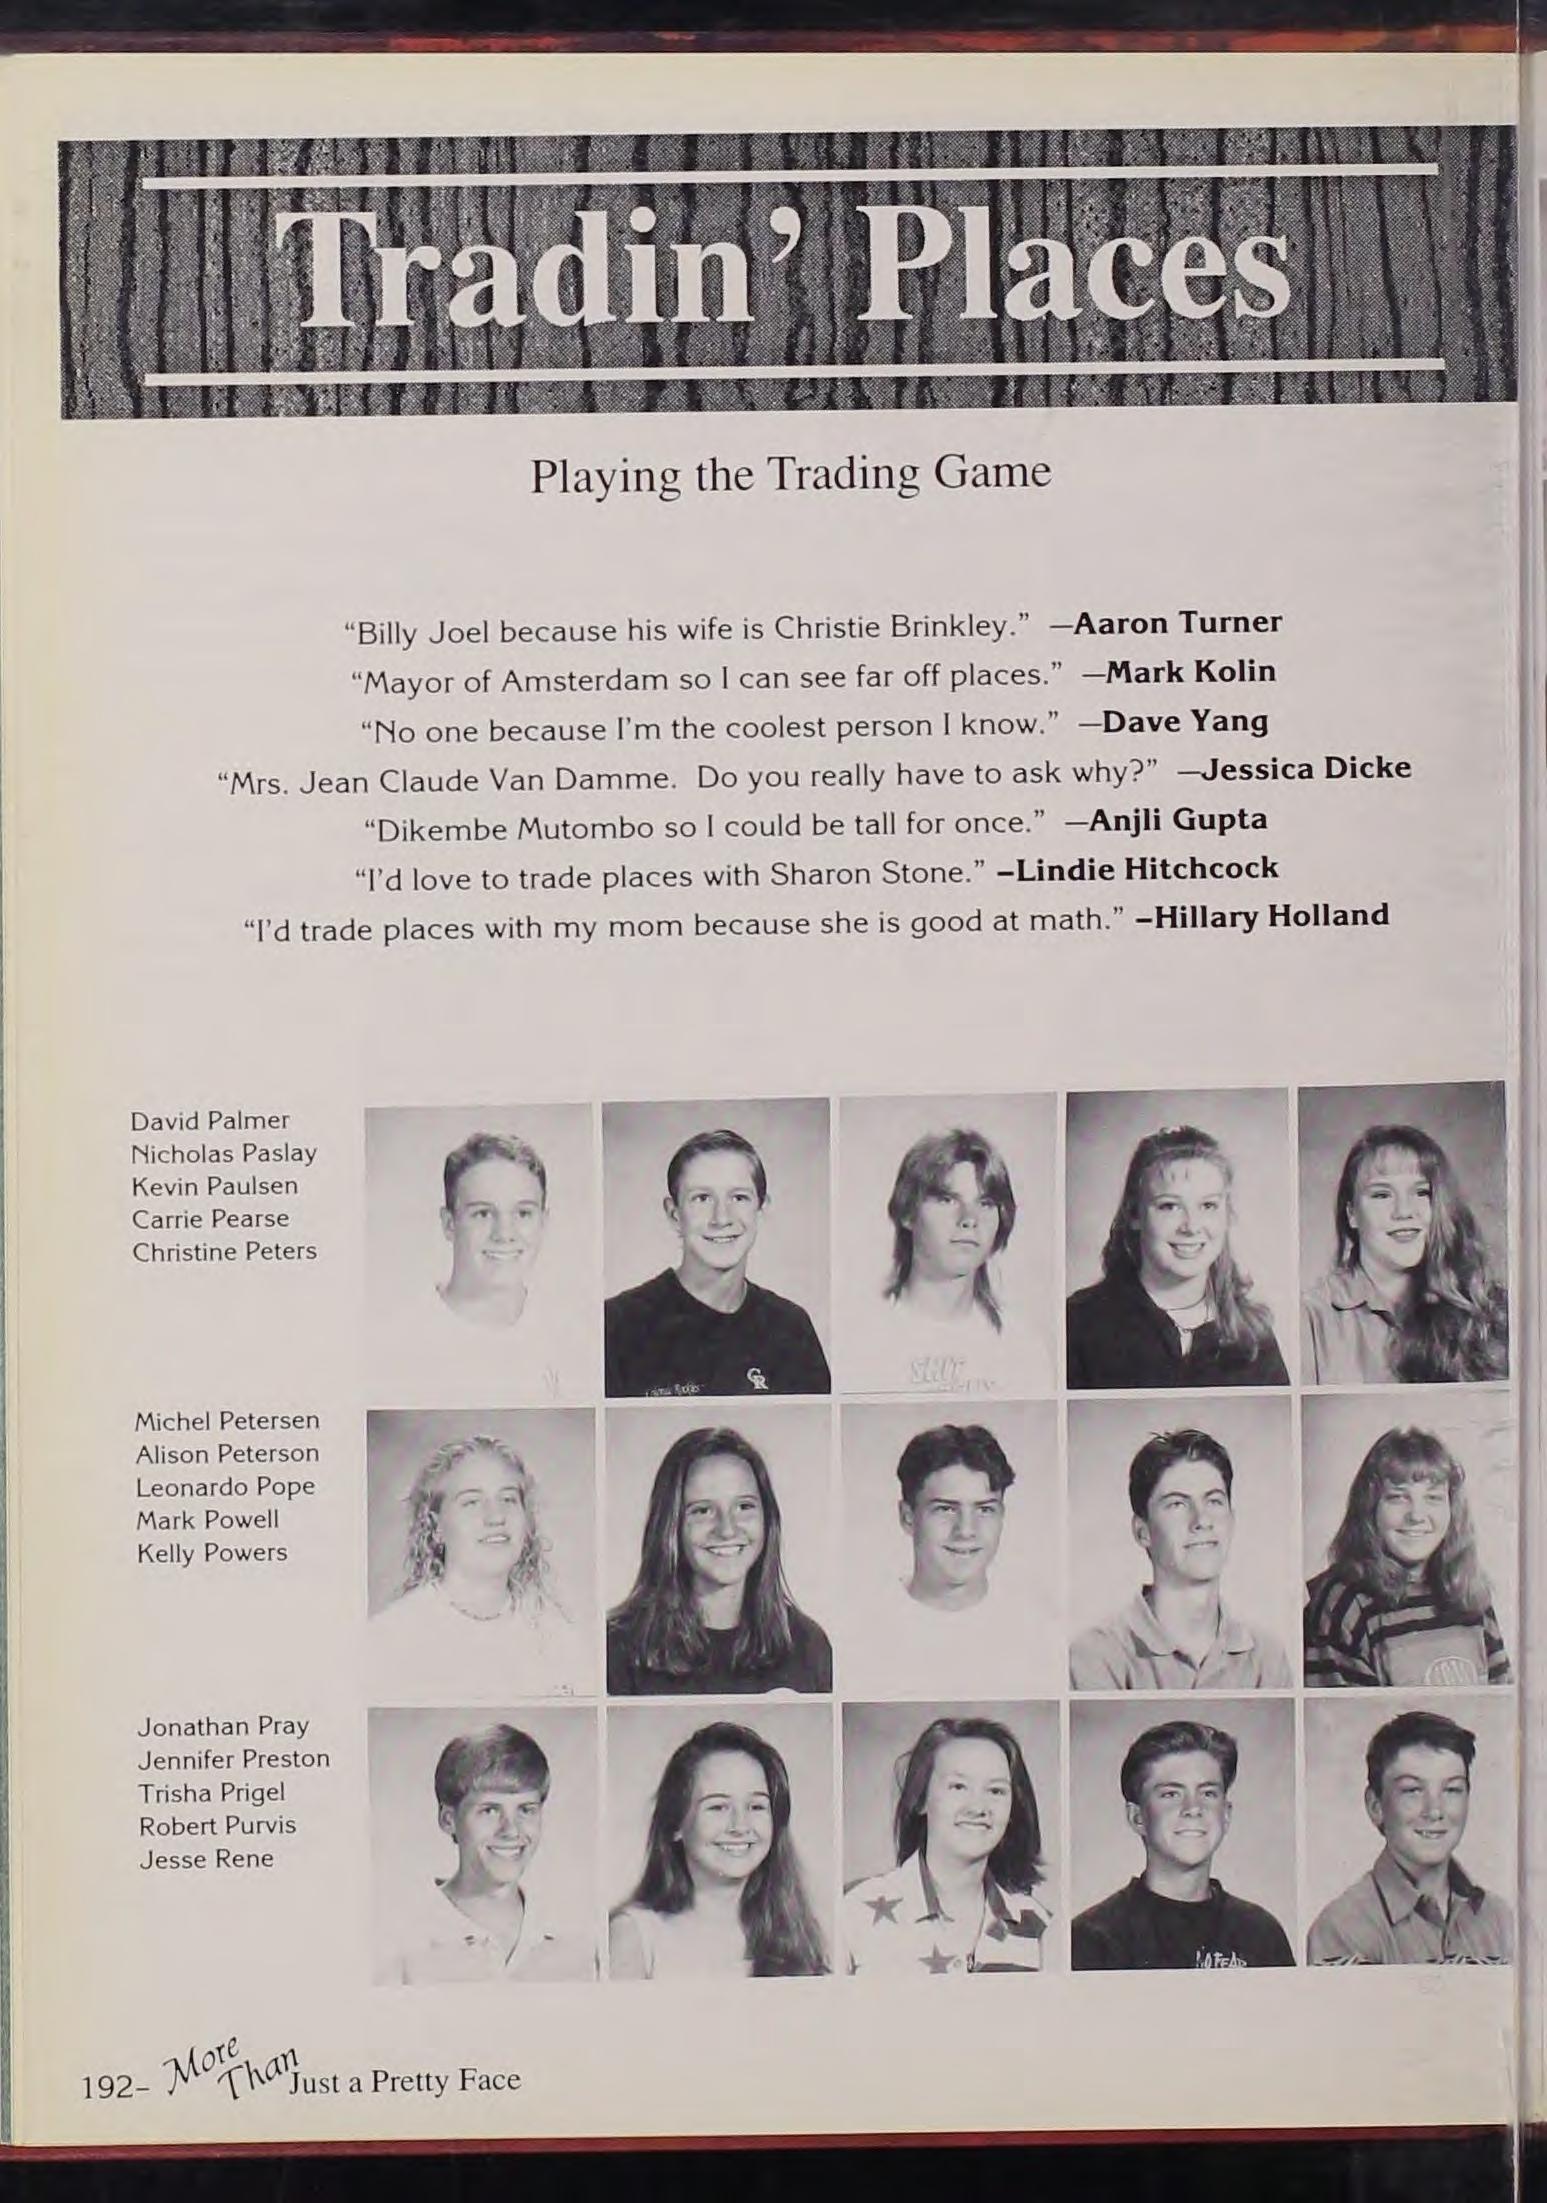 Tradin’ Places
Playing the Trading Game
“Billy Joel because his wife is Christie Brinkley.” —Aaron Turner
“Mayor of Amsterdam so I can see far off places.” —Mark Kolin
“No one because I’m the coolest person I know.” —Dave Yang
“Mrs. Jean Claude Van Damme. Do you really have to ask why?” —Jessica Dicke
“Dikembe Mutombo so I could be tall for once.” —Anjli Gupta
“I’d love to trade places with Sharon Stone.” –Lindie Hitchcock
“I’d trade places with my mom because she is good at math.” –Hillary Holland
David Palmer
Nicholas Paslay
Kevin Paulsen
Carrie Pearse
Christine Peters
CR
Michel Petersen
Alison Peterson
Leonardo Pope
Mark Powell
Kelly Powers
Jonathan Pray
Jennifer Preston
Trisha Prigel
Robert Purvis
Jesse Rene
192- More Than Just a Pretty Face